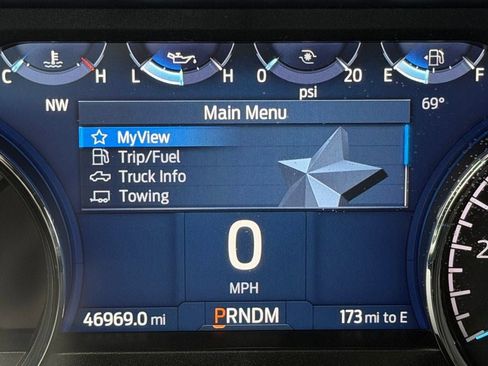 C H L H 0 20 E F
psi
NW 69°
Main Menu
MyView
Trip/Fuel
Truck Info
Towing
0
MPH
46969.0 mi PRNDM 173 mi to E
2